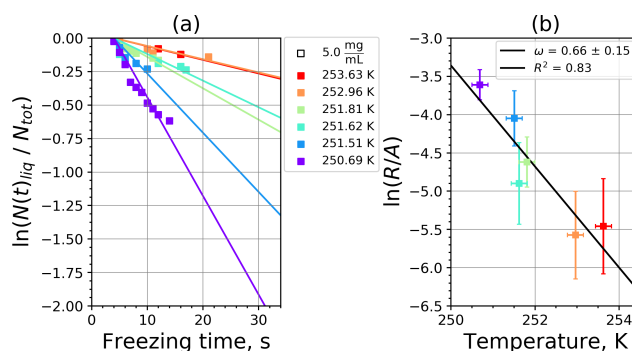 (a)
0.00
−0.25
−0.50
−0.75
−1.00
−1.25
−1.50
−1.75
−2.00
0
10
20
30
ln(N(t)liq / Ntot)
Freezing time, s
5.0 mg/mL
253.63 K
252.96 K
251.81 K
251.62 K
251.51 K
250.69 K
(b)
−3.0
−3.5
−4.0
−4.5
−5.0
−5.5
−6.0
−6.5
250
252
254
ln(R/A)
Temperature, K
ω = 0.66 ± 0.15
R² = 0.83